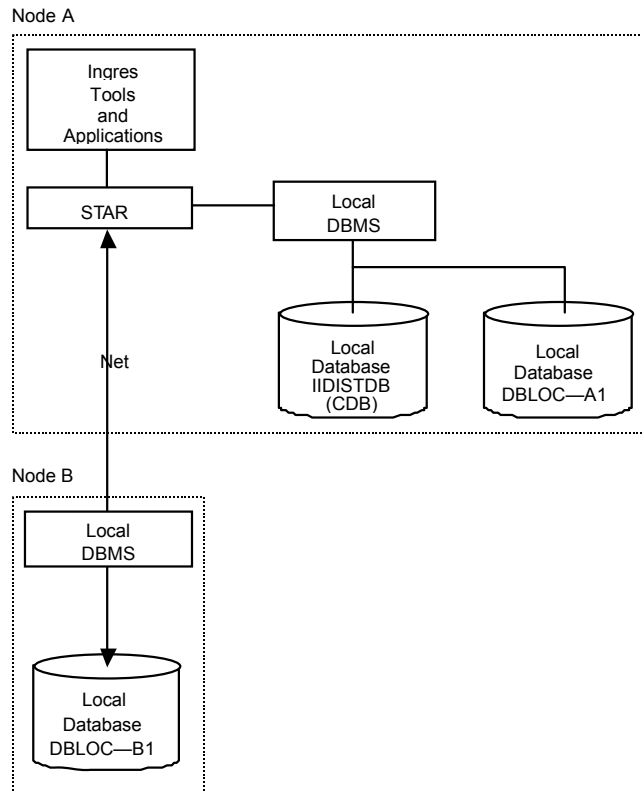 Node A
Ingres
Tools
and
Applications
STAR
Local
DBMS
Net
Local
Database
IIDISTDB
(CDB)
Local
Database
DBLOC—A1
Node B
Local
DBMS
Local
Database
DBLOC—B1